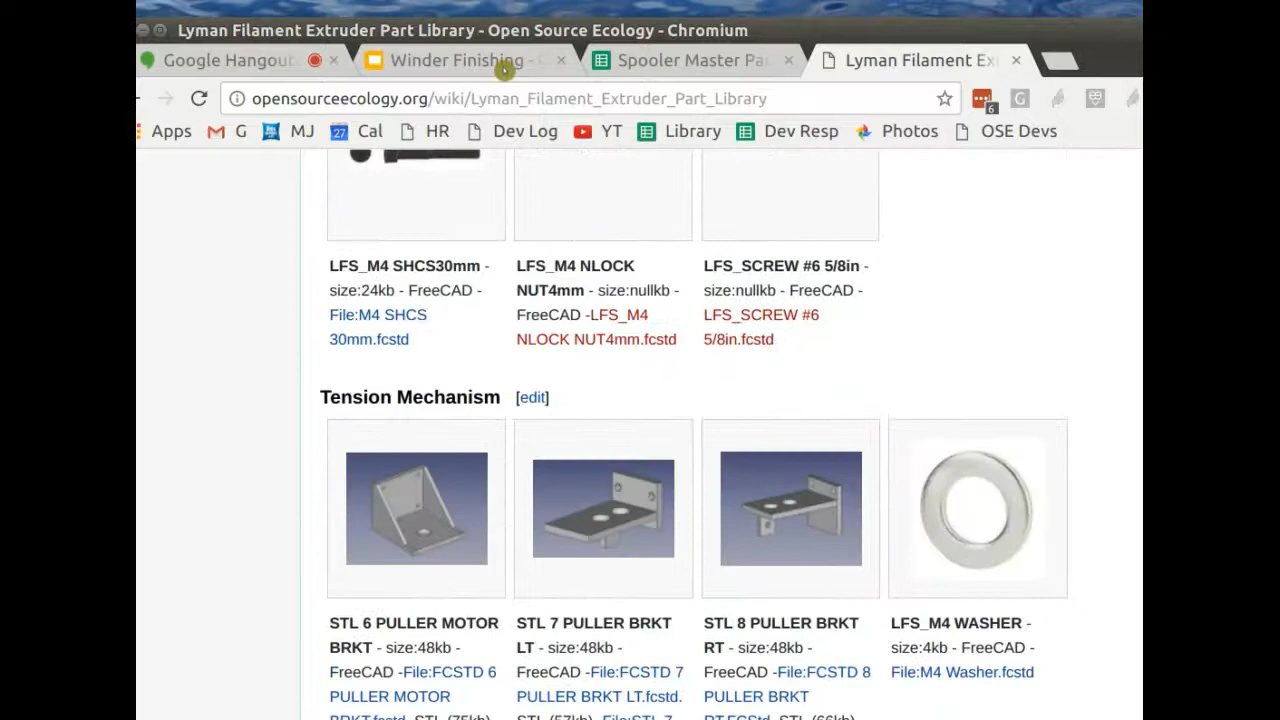 Lyman Filament Extruder Part Library - Open Source Ecology - Chromium
Google Hangout
Winder Finishing -
Spooler Master Pa
Lyman Filament Ex
opensourceecology.org/wiki/Lyman_Filament_Extruder_Part_Library
6
G
Apps
G
MJ
27
Cal
HR
Dev Log
YT
Library
Dev Resp
Photos
OSE Devs
LFS_M4 SHCS30mm -
size:24kb - FreeCAD -
File:M4 SHCS
30mm.fcstd
LFS_M4 NLOCK
NUT4mm - size:nullkb -
FreeCAD -LFS_M4
NLOCK NUT4mm.fcstd
LFS_SCREW #6 5/8in -
size:nullkb - FreeCAD -
LFS_SCREW #6
5/8in.fcstd
Tension Mechanism [edit]
STL 6 PULLER MOTOR
BRKT - size:48kb -
FreeCAD -File:FCSTD 6
PULLER MOTOR
BRKT.fcstd - STL (75kb)
STL 7 PULLER BRKT
LT - size:48kb -
FreeCAD -File:FCSTD 7
PULLER BRKT LT.fcstd.
STL (57kb) - File:STL 7
STL 8 PULLER BRKT
RT - size:48kb -
FreeCAD -File:FCSTD 8
PULLER BRKT
RT.FCStd - STL (66kb)
LFS_M4 WASHER -
size:4kb - FreeCAD -
File:M4 Washer.fcstd